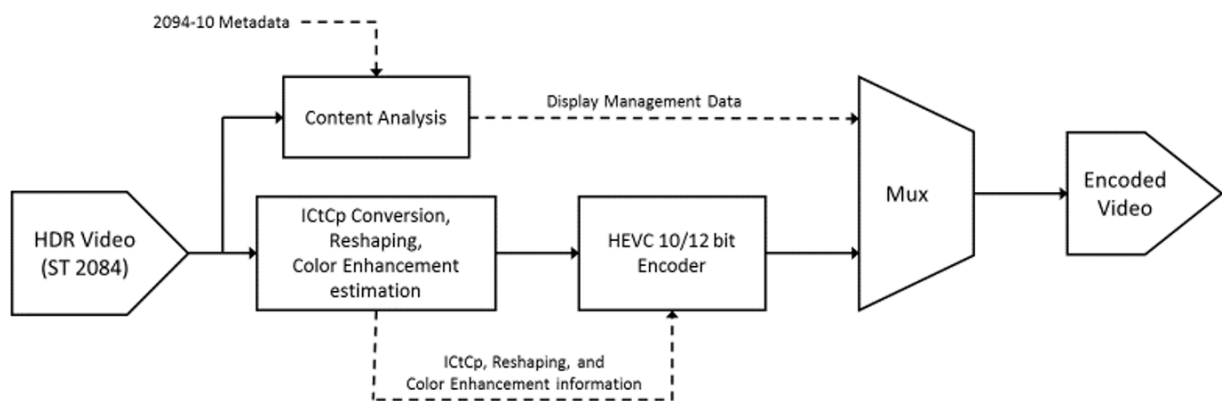 2094-10 Metadata
Content Analysis
Display Management Data
HDR Video
(ST 2084)
ICtCp Conversion,
Reshaping,
Color Enhancement
estimation
HEVC 10/12 bit
Encoder
Mux
Encoded
Video
ICtCp, Reshaping, and
Color Enhancement information